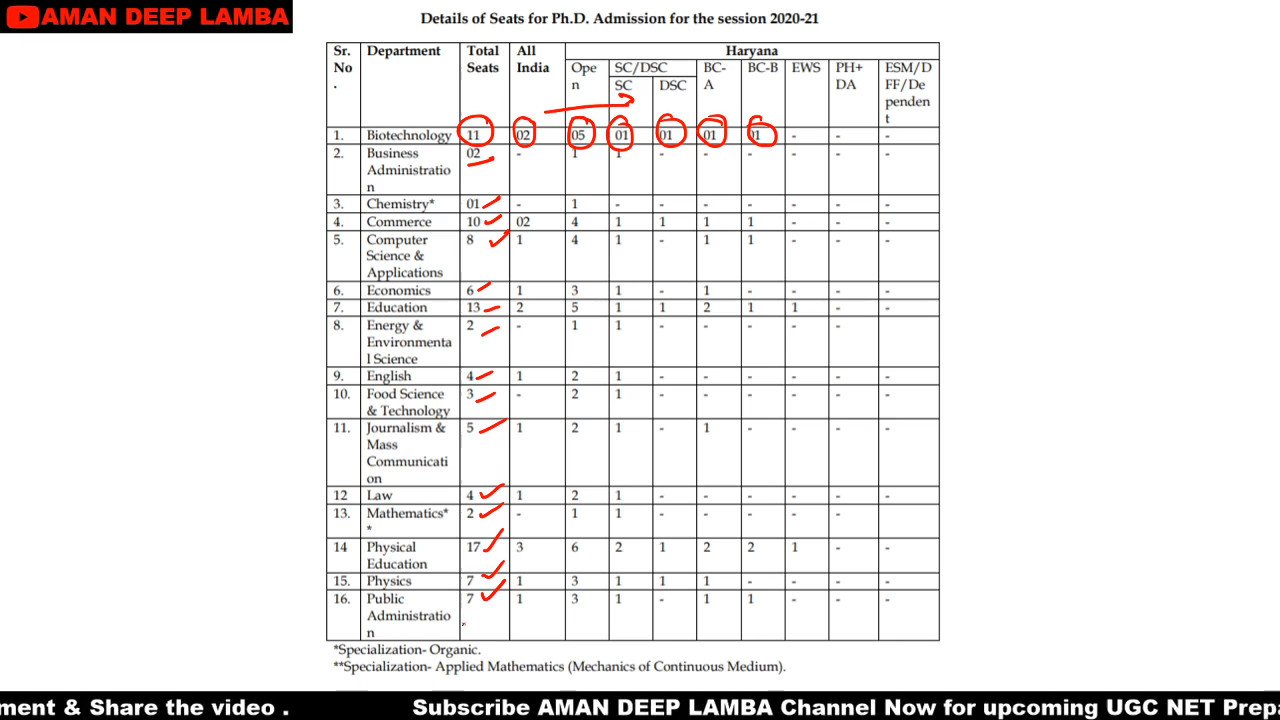 AMAN DEEP LAMBA
Details of Seats for Ph.D. Admission for the session 2020-21
Sr. No . Department Total Seats All India Haryana
Ope n SC/DSC BC- A BC-B EWS PH+ DA ESM/D FF/De penden t
SC DSC
1. Biotechnology 11 02 05 01 01 01 01 - - -
2. Business 02 - 1 1 - - - - - -
Administratio
n
3. Chemistry* 01 - 1 - - - - - - -
4. Commerce 10 02 4 1 1 1 1 - - -
5. Computer 8 1 4 1 - 1 1 - - -
Science &
Applications
6. Economics 6 1 3 1 - 1 - - - -
7. Education 13 2 5 1 1 2 1 1 - -
8. Energy & 2 - 1 1 - - - - -
Environmenta
l Science
9. English 4 1 2 1 - - - - - -
10. Food Science 3 - 2 1 - - - - - -
& Technology
11. Journalism & 5 1 2 1 - 1 - - - -
Mass
Communicati
on
12 Law 4 1 2 1 - - - - - -
13. Mathematics* 2 - 1 1 - - - - -
*
14 Physical 17 3 6 2 1 2 2 1 - -
Education
15. Physics 7 1 3 1 1 1 - - - -
16. Public 7 1 3 1 - 1 1 - - -
Administratio
n
*Specialization- Organic.
**Specialization- Applied Mathematics (Mechanics of Continuous Medium).
ment & Share the video . Subscribe AMAN DEEP LAMBA Channel Now for upcoming UGC NET Prep